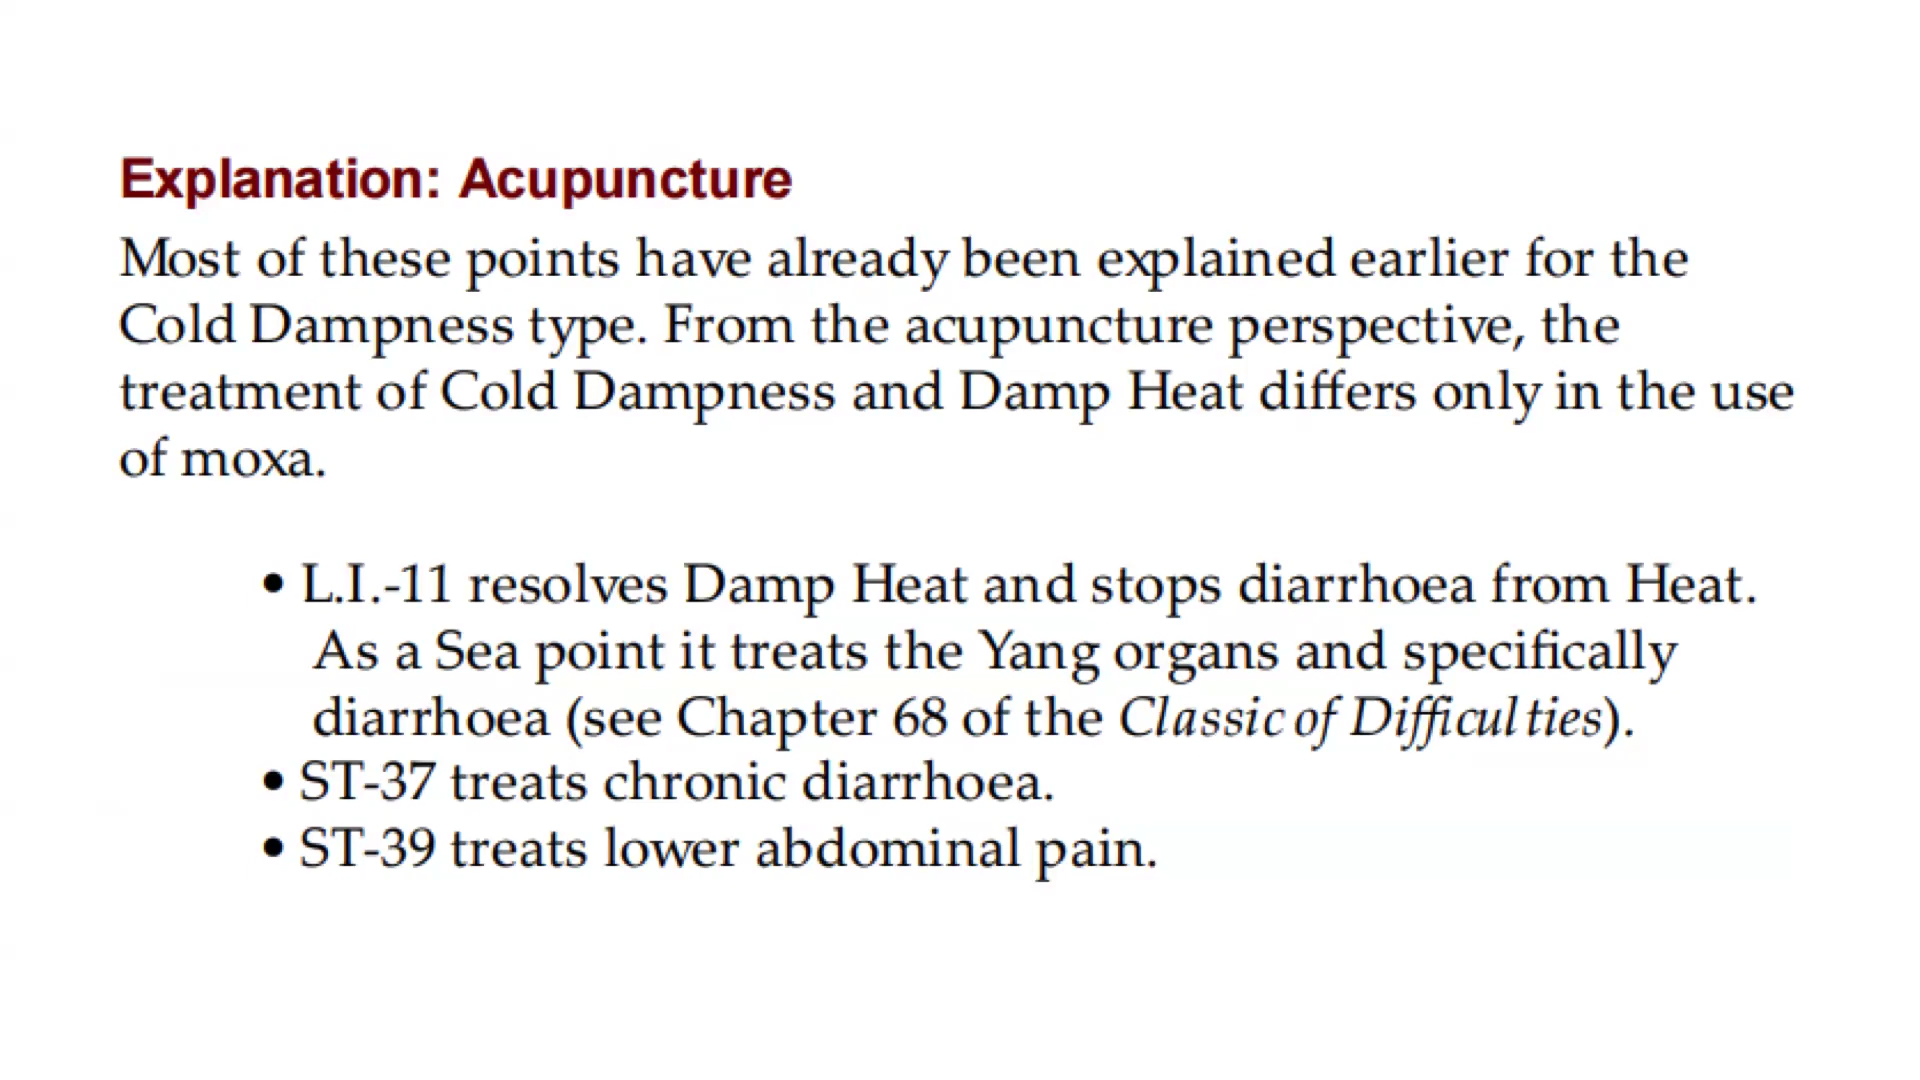 Explanation: Acupuncture
Most of these points have already been explained earlier for the
Cold Dampness type. From the acupuncture perspective, the
treatment of Cold Dampness and Damp Heat differs only in the use
of moxa.
• L.I.-11 resolves Damp Heat and stops diarrhoea from Heat.
As a Sea point it treats the Yang organs and specifically
diarrhoea (see Chapter 68 of the Classic of Difficulties).
• ST-37 treats chronic diarrhoea.
• ST-39 treats lower abdominal pain.